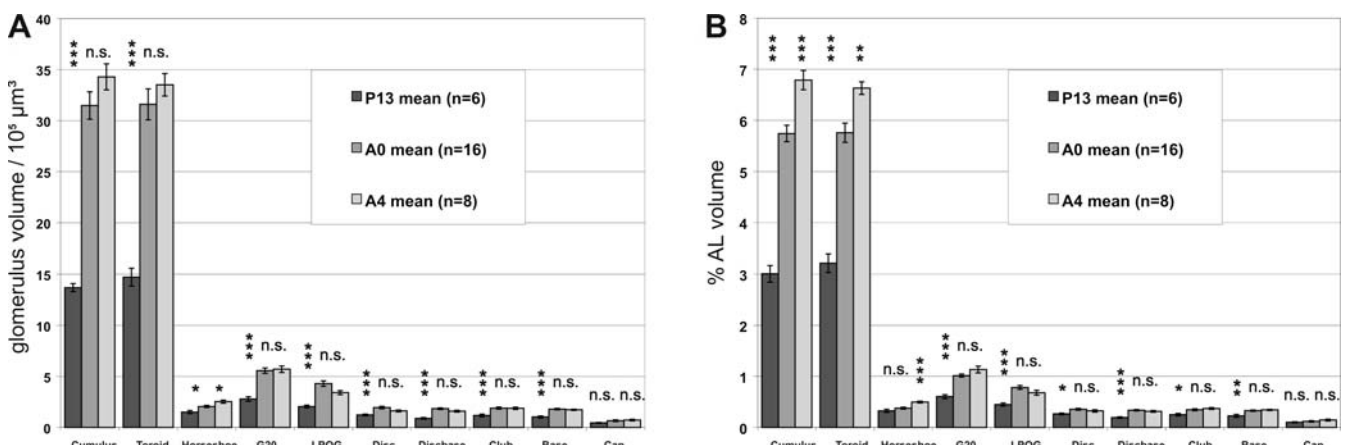 A
glomerulus volume / 10⁵ µm³
40
35
30
25
20
15
10
5
0
*** n.s. *** n.s.
* * *** n.s. *** n.s. *** n.s. *** n.s. *** n.s. *** n.s. n.s. n.s.
P13 mean (n=6)
A0 mean (n=16)
A4 mean (n=8)
Cumulus Toroid Horseshoe G20 LPOG Disc Discbase Club Base Cap
B
% AL volume
8
7
6
5
4
3
2
1
0
*** *** *** **
n.s. *** *** n.s. *** n.s. * n.s. *** n.s. * n.s. ** n.s. n.s. n.s.
P13 mean (n=6)
A0 mean (n=16)
A4 mean (n=8)
Cumulus Toroid Horseshoe G20 LPOG Disc Discbase Club Base Cap